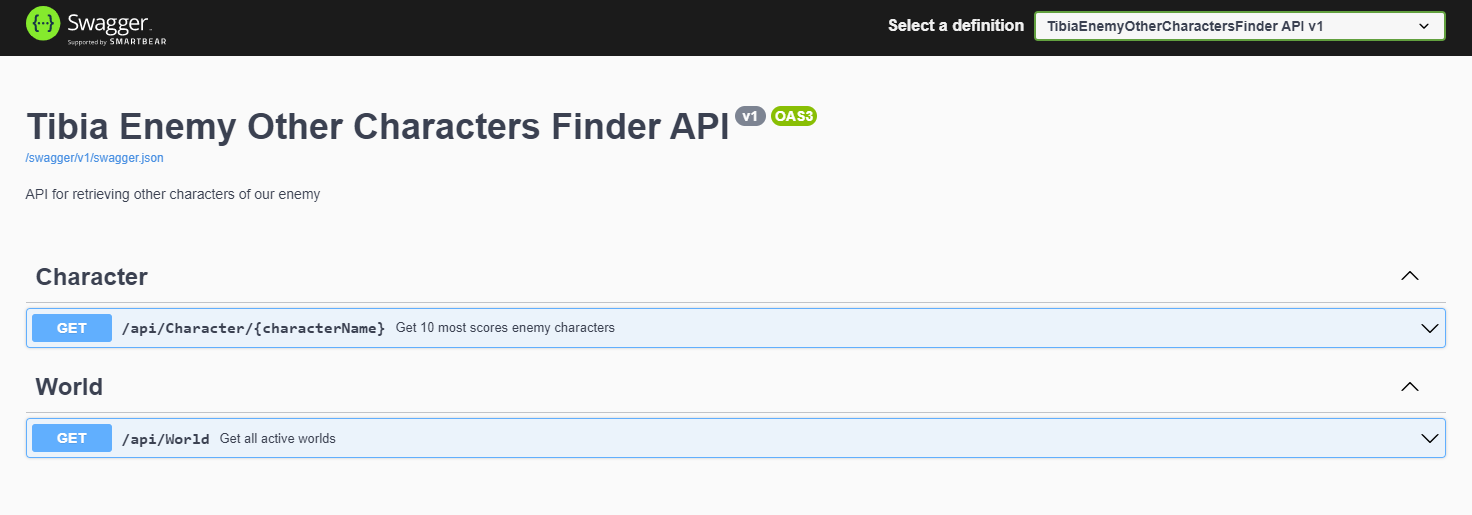 {···} Swagger
Supported by SMARTBEAR
Select a definition
TibiaEnemyOtherCharactersFinder API v1
Tibia Enemy Other Characters Finder API v1 OAS3
/swagger/v1/swagger.json
API for retrieving other characters of our enemy
Character
GET /api/Character/{characterName} Get 10 most scores enemy characters
World
GET /api/World Get all active worlds